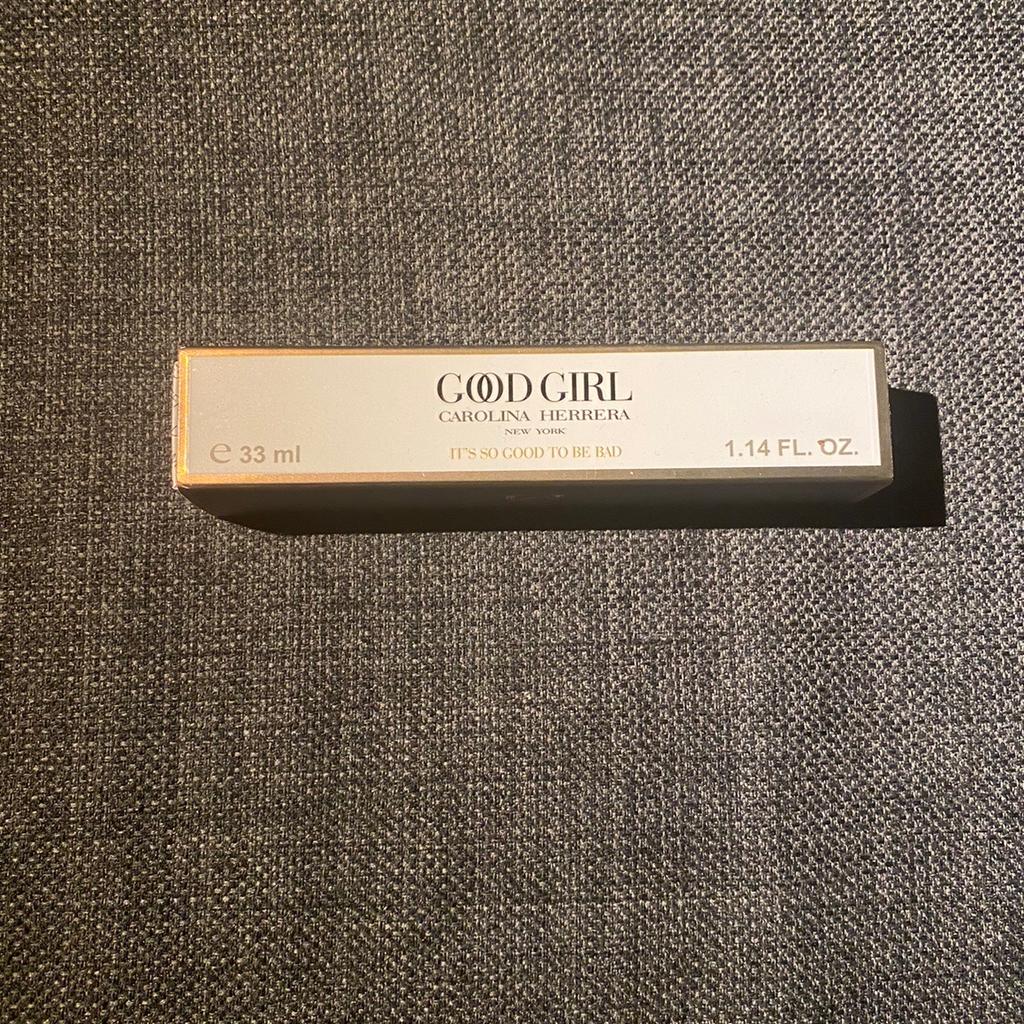 GOOD GIRL
CAROLINA HERRERA
NEW YORK
℮ 33 ml
IT'S SO GOOD TO BE BAD
1.14 FL. OZ.